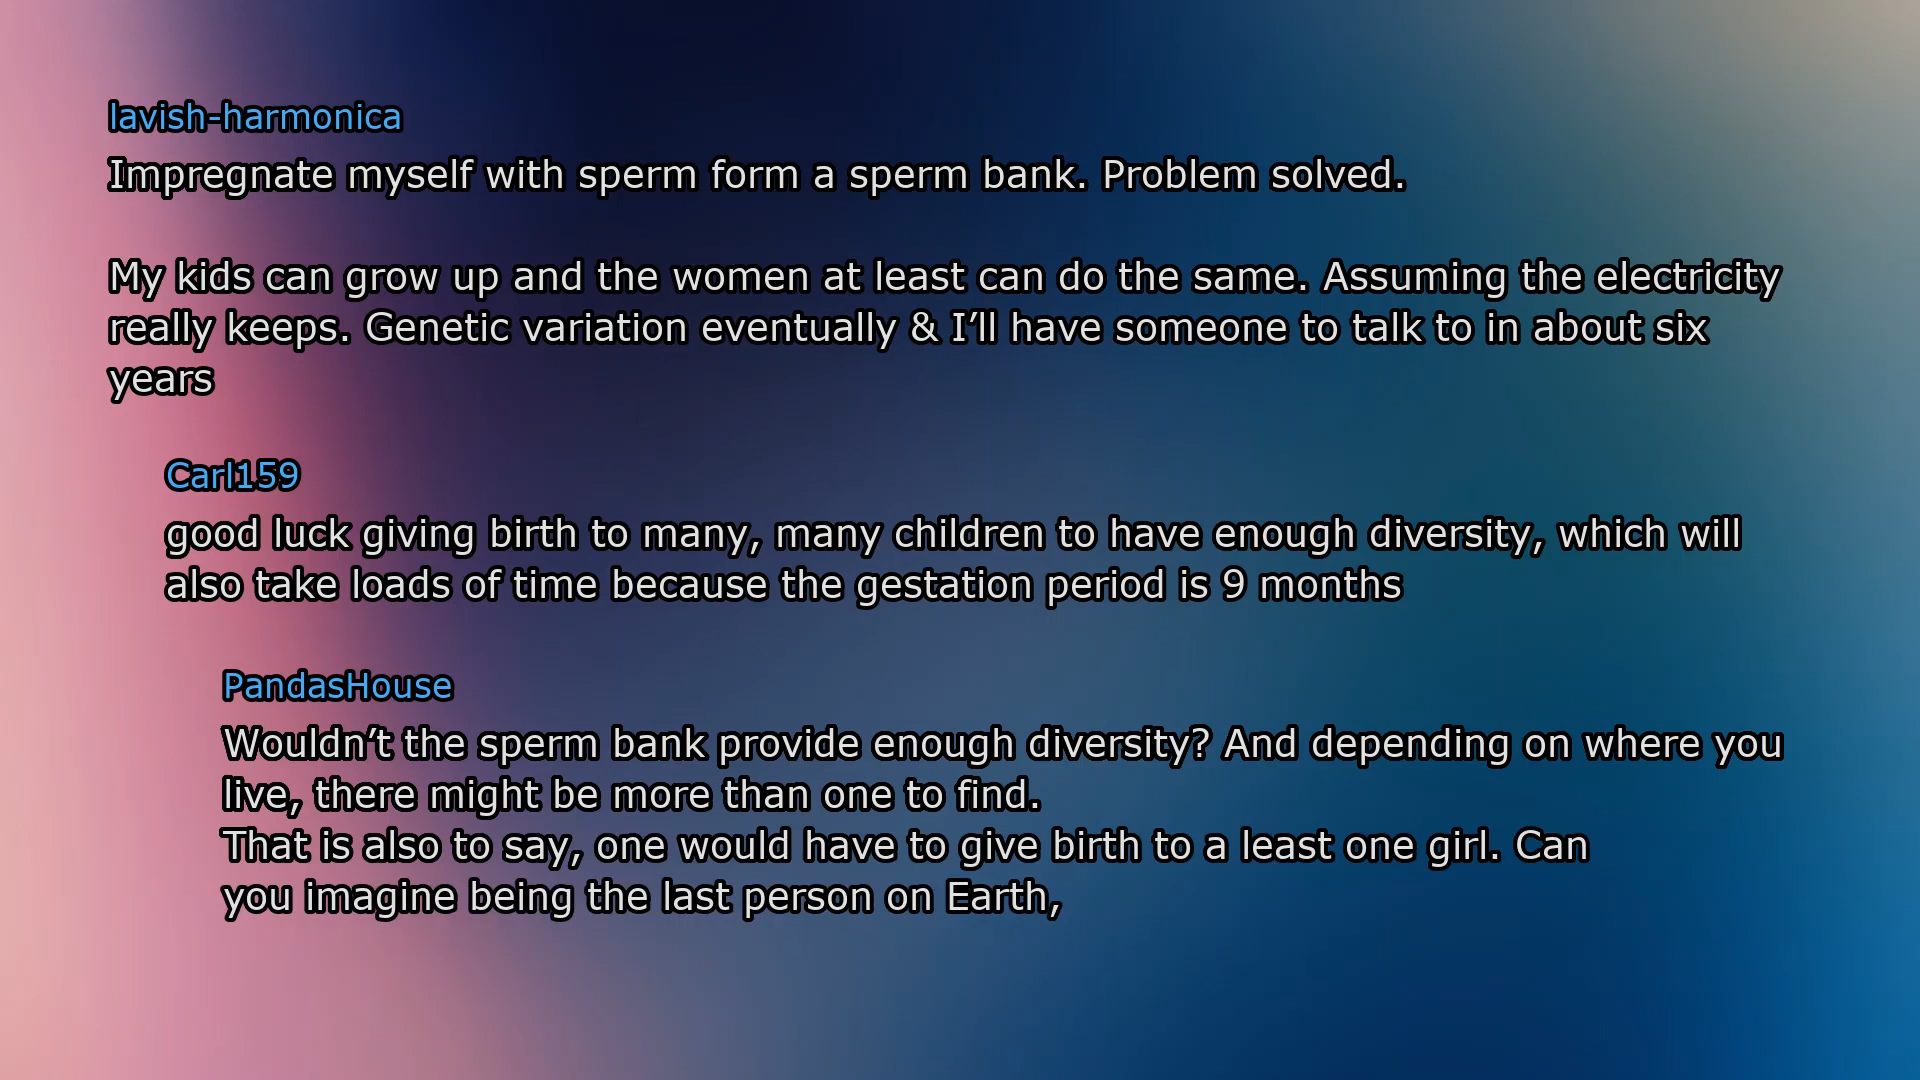 lavish-harmonica
Impregnate myself with sperm form a sperm bank. Problem solved.
My kids can grow up and the women at least can do the same. Assuming the electricity
really keeps. Genetic variation eventually & I’ll have someone to talk to in about six
years
Carl159
good luck giving birth to many, many children to have enough diversity, which will
also take loads of time because the gestation period is 9 months
PandasHouse
Wouldn’t the sperm bank provide enough diversity? And depending on where you
live, there might be more than one to find.
That is also to say, one would have to give birth to a least one girl. Can
you imagine being the last person on Earth,